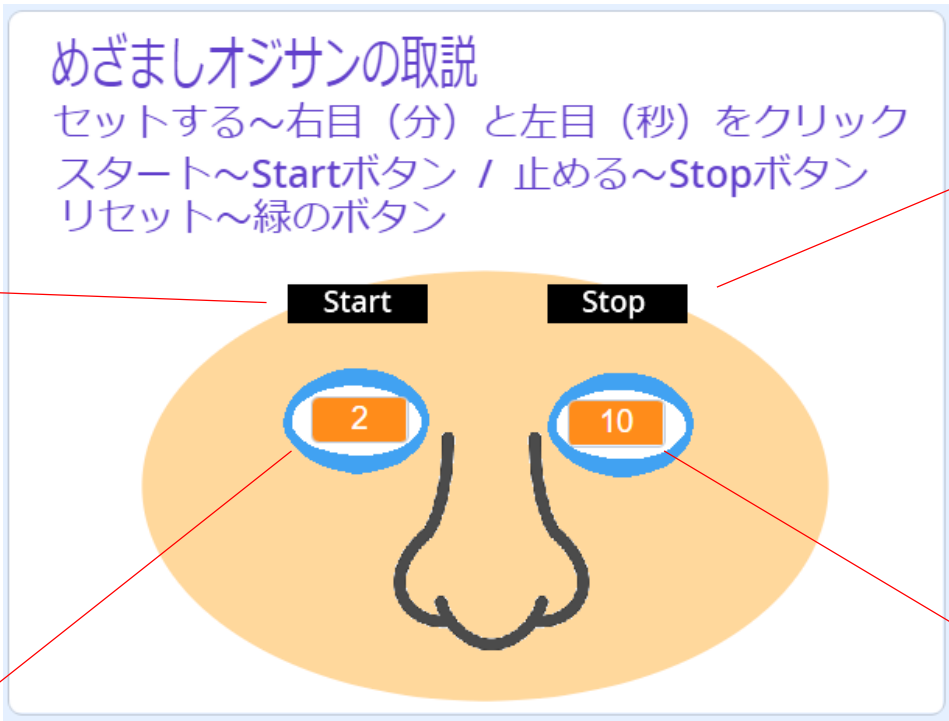 めざましオジサンの取説
セットする～右目（分）と左目（秒）をクリック
スタート～Startボタン / 止める～Stopボタン
リセット～緑のボタン
Start Stop
2 10